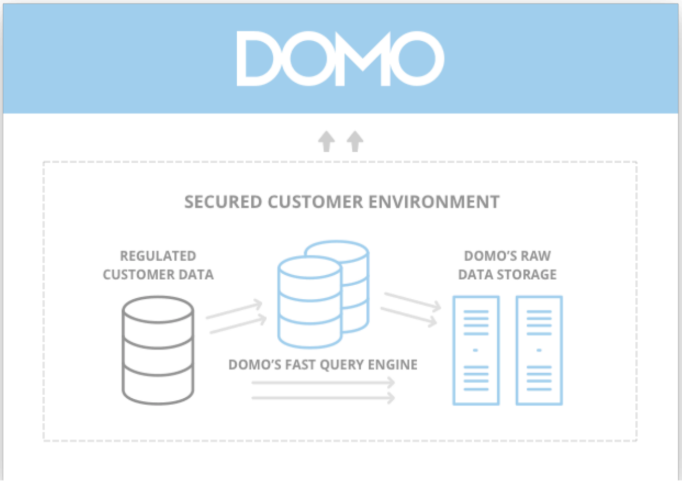 DOMO
SECURED CUSTOMER ENVIRONMENT
REGULATED
CUSTOMER DATA
DOMO'S RAW
DATA STORAGE
DOMO'S FAST QUERY ENGINE